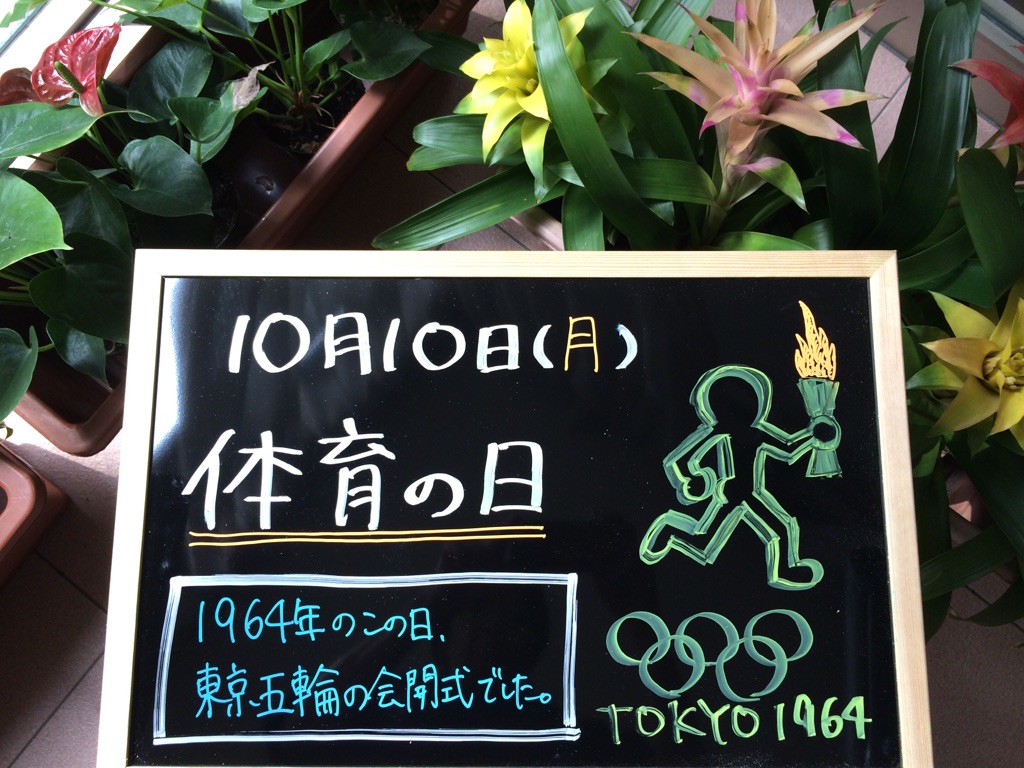 10月10日(月)
体育の日
1964年のこの日、
東京五輪の会開式でした。
TOKYO 1964